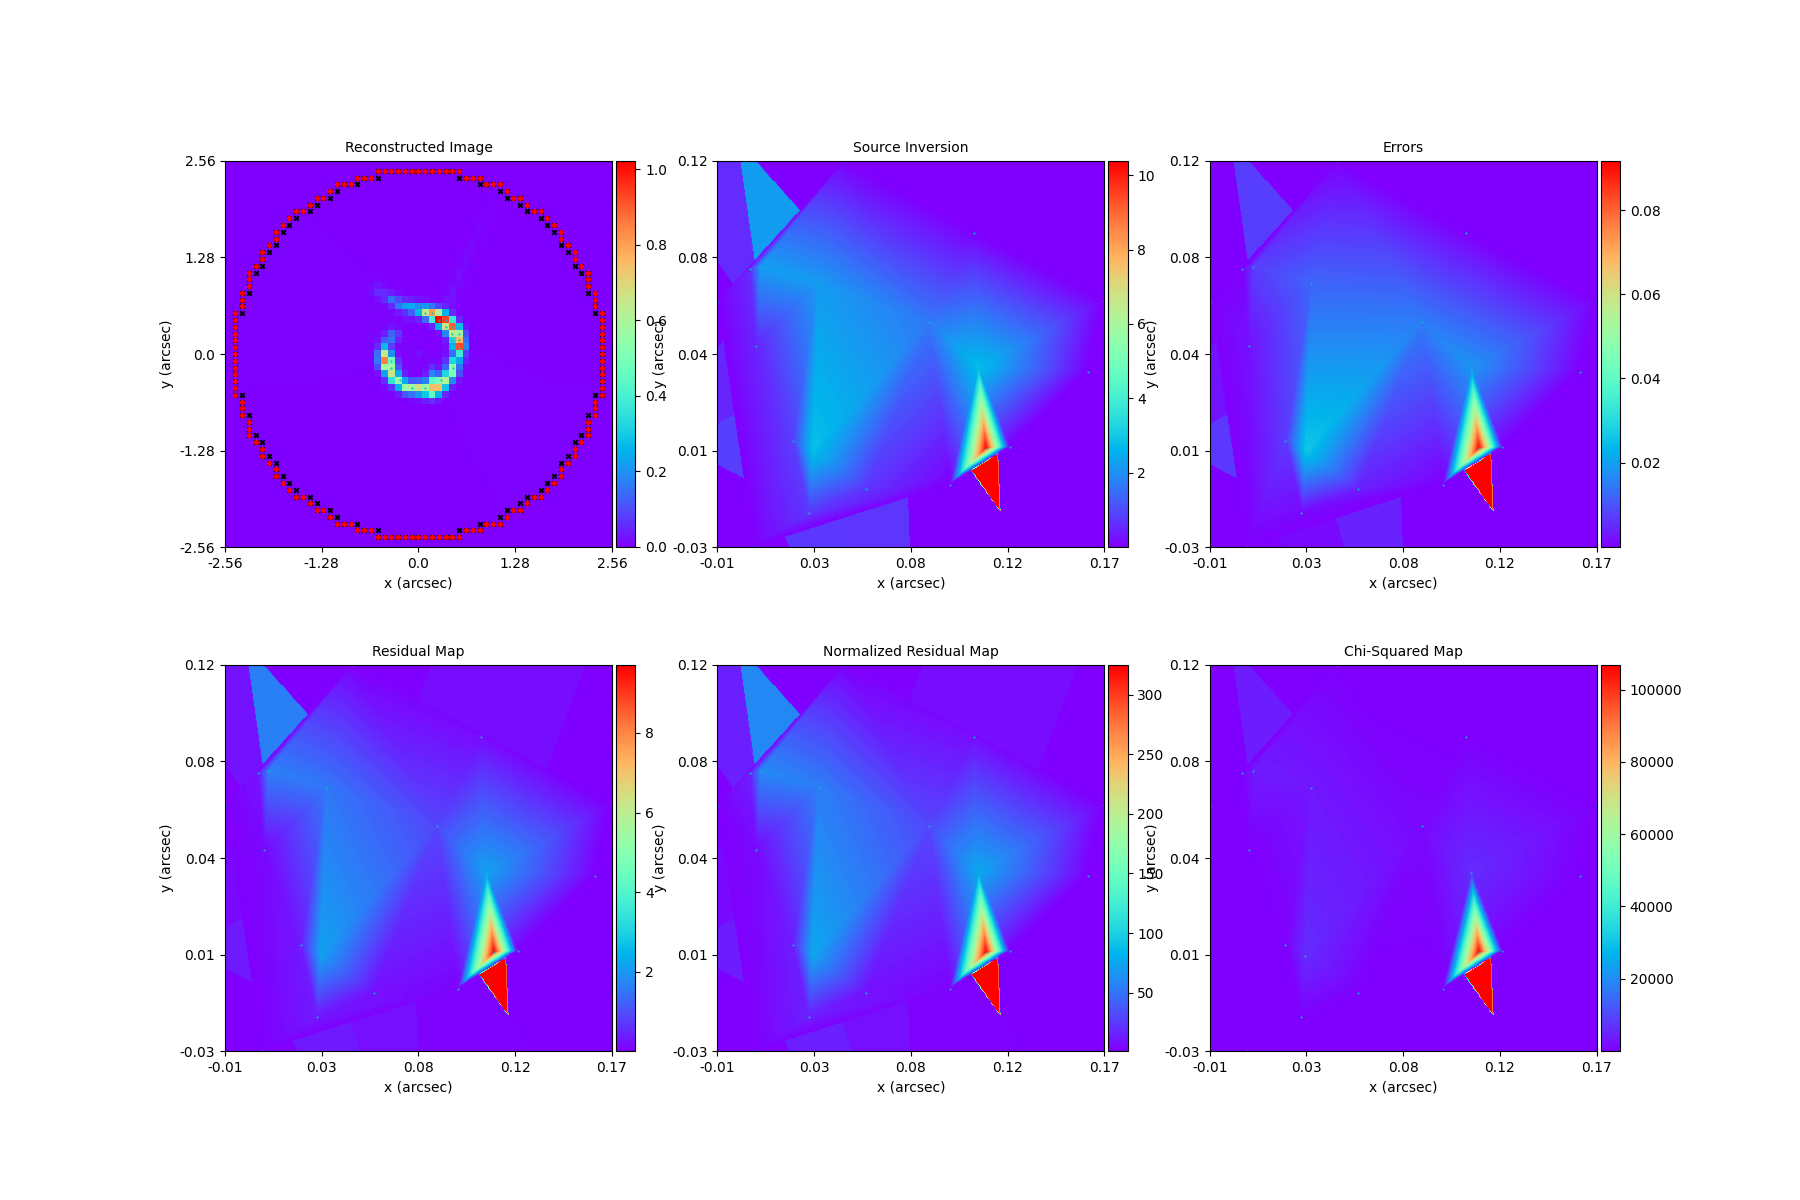 Reconstructed Image
2.56
1.28
0.0
-1.28
-2.56
y (arcsec)
-2.56 -1.28 0.0 1.28 2.56
x (arcsec)
1.0
0.8
0.6
0.4
0.2
0.0
Source Inversion
0.12
0.08
0.04
0.01
-0.03
y (arcsec)
-0.01 0.03 0.08 0.12 0.17
x (arcsec)
10
8
6
4
2
Errors
0.12
0.08
0.04
0.01
-0.03
y (arcsec)
-0.01 0.03 0.08 0.12 0.17
x (arcsec)
0.08
0.06
0.04
0.02
Residual Map
0.12
0.08
0.04
0.01
-0.03
y (arcsec)
-0.01 0.03 0.08 0.12 0.17
x (arcsec)
8
6
4
2
Normalized Residual Map
0.12
0.08
0.04
0.01
-0.03
y (arcsec)
-0.01 0.03 0.08 0.12 0.17
x (arcsec)
300
250
200
150
100
50
Chi-Squared Map
0.12
0.08
0.04
0.01
-0.03
y (arcsec)
-0.01 0.03 0.08 0.12 0.17
x (arcsec)
100000
80000
60000
40000
20000